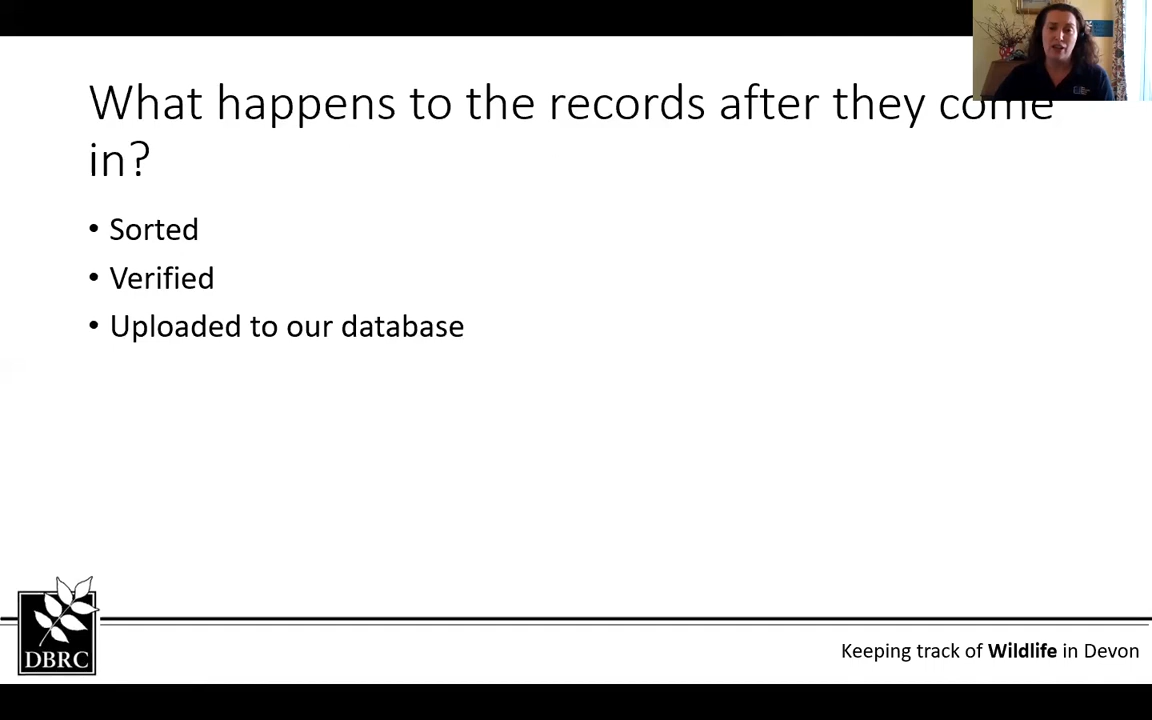 What happens to the records after they come
in?
• Sorted
• Verified
• Uploaded to our database
DBRC
Keeping track of Wildlife in Devon